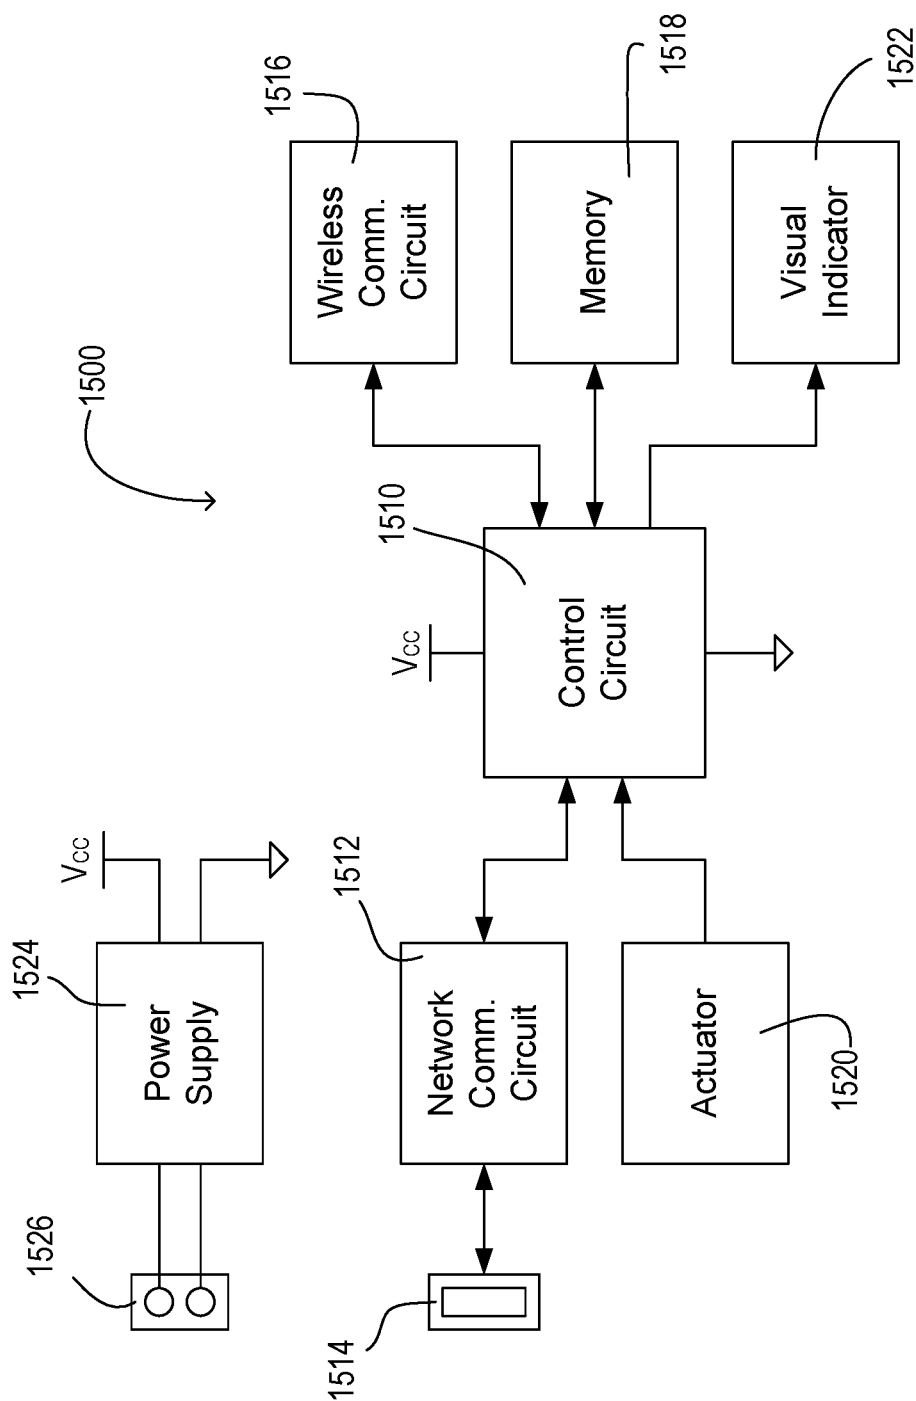 1500
1526
1524
Power
Supply
VCC
1514
1512
Network
Comm.
Circuit
1520
Actuator
VCC
1510
Control
Circuit
1516
Wireless
Comm.
Circuit
1518
Memory
1522
Visual
Indicator